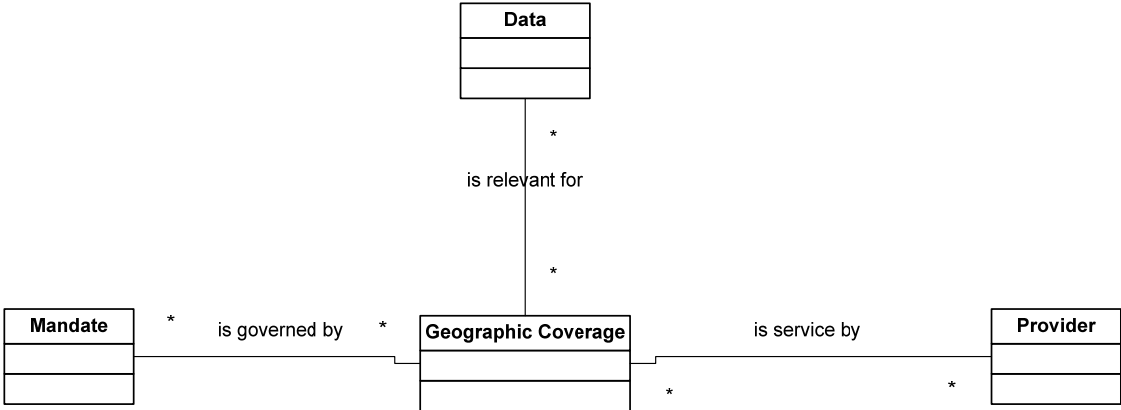 Data
*
is relevant for
*
Mandate
*
is governed by
*
Geographic Coverage
is service by
Provider
*
*